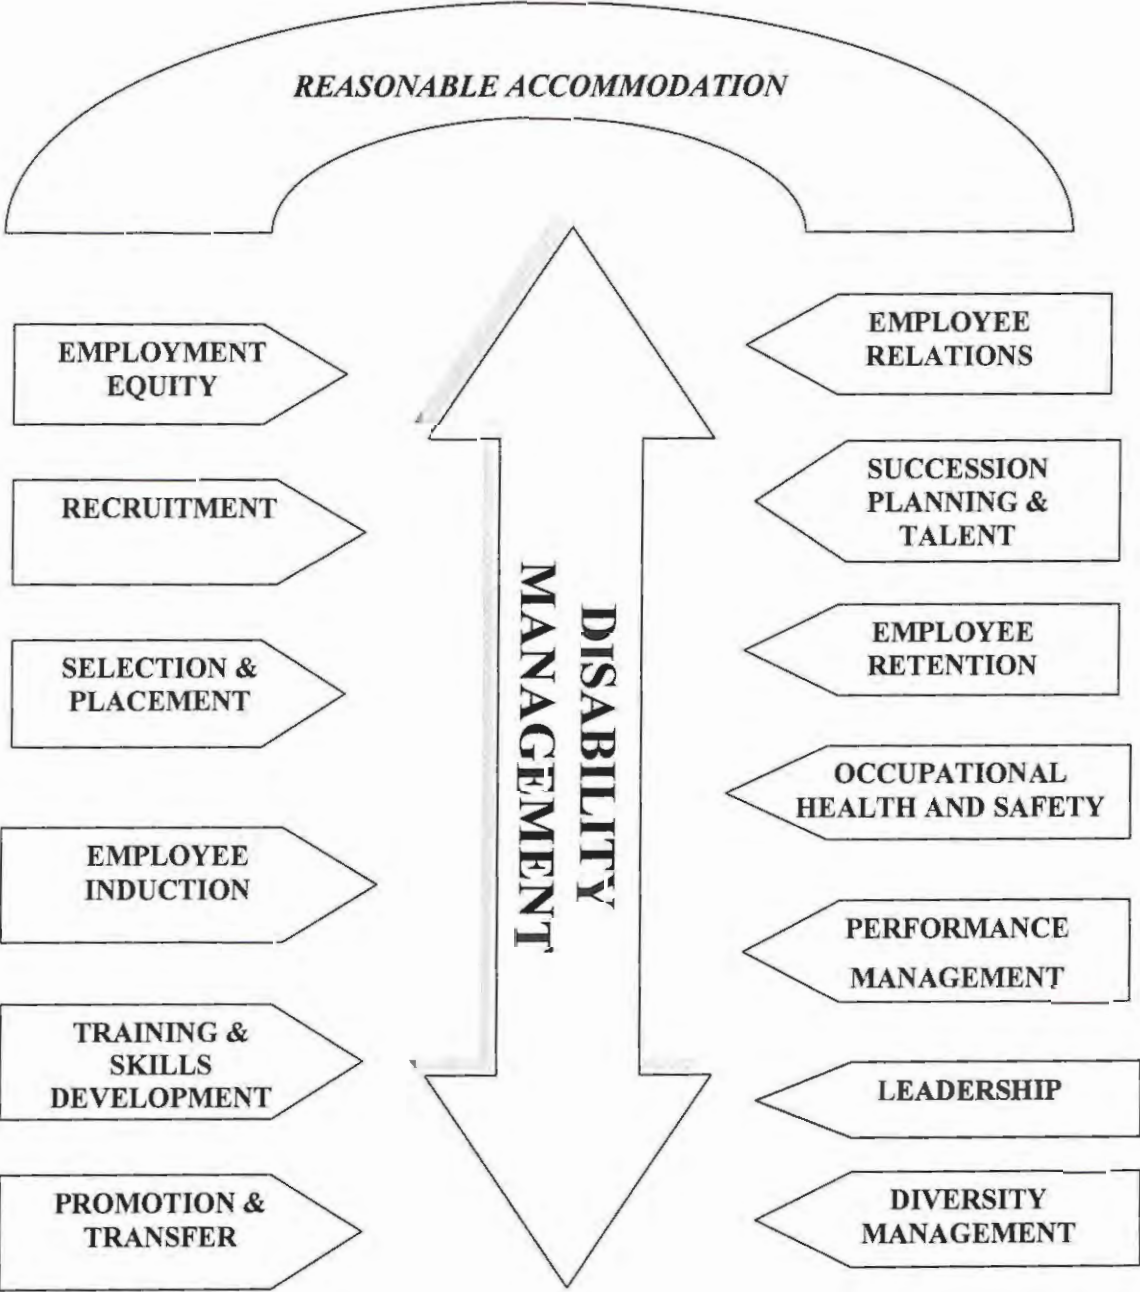 REASONABLE ACCOMMODATION
EMPLOYMENT
EQUITY
RECRUITMENT
SELECTION &
PLACEMENT
EMPLOYEE
INDUCTION
TRAINING &
SKILLS
DEVELOPMENT
PROMOTION &
TRANSFER
DISABILITY
MANAGEMENT
EMPLOYEE
RELATIONS
SUCCESSION
PLANNING &
TALENT
EMPLOYEE
RETENTION
OCCUPATIONAL
HEALTH AND SAFETY
PERFORMANCE
MANAGEMENT
LEADERSHIP
DIVERSITY
MANAGEMENT